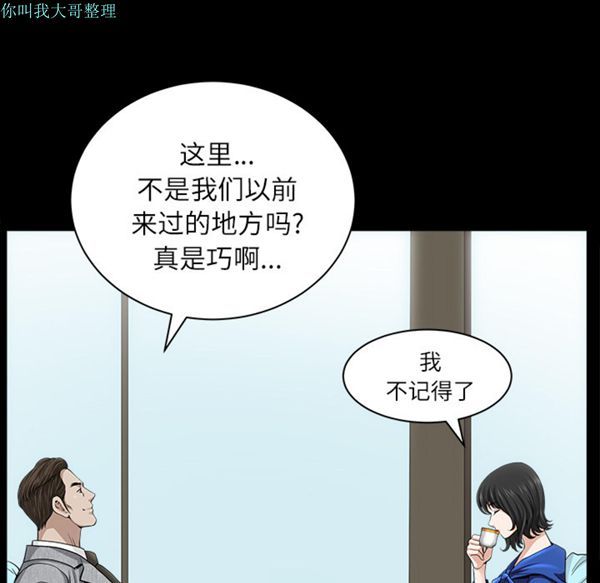 你叫我大哥整理
这里...
不是我们以前
来过的地方吗?
真是巧啊...
我
不记得了